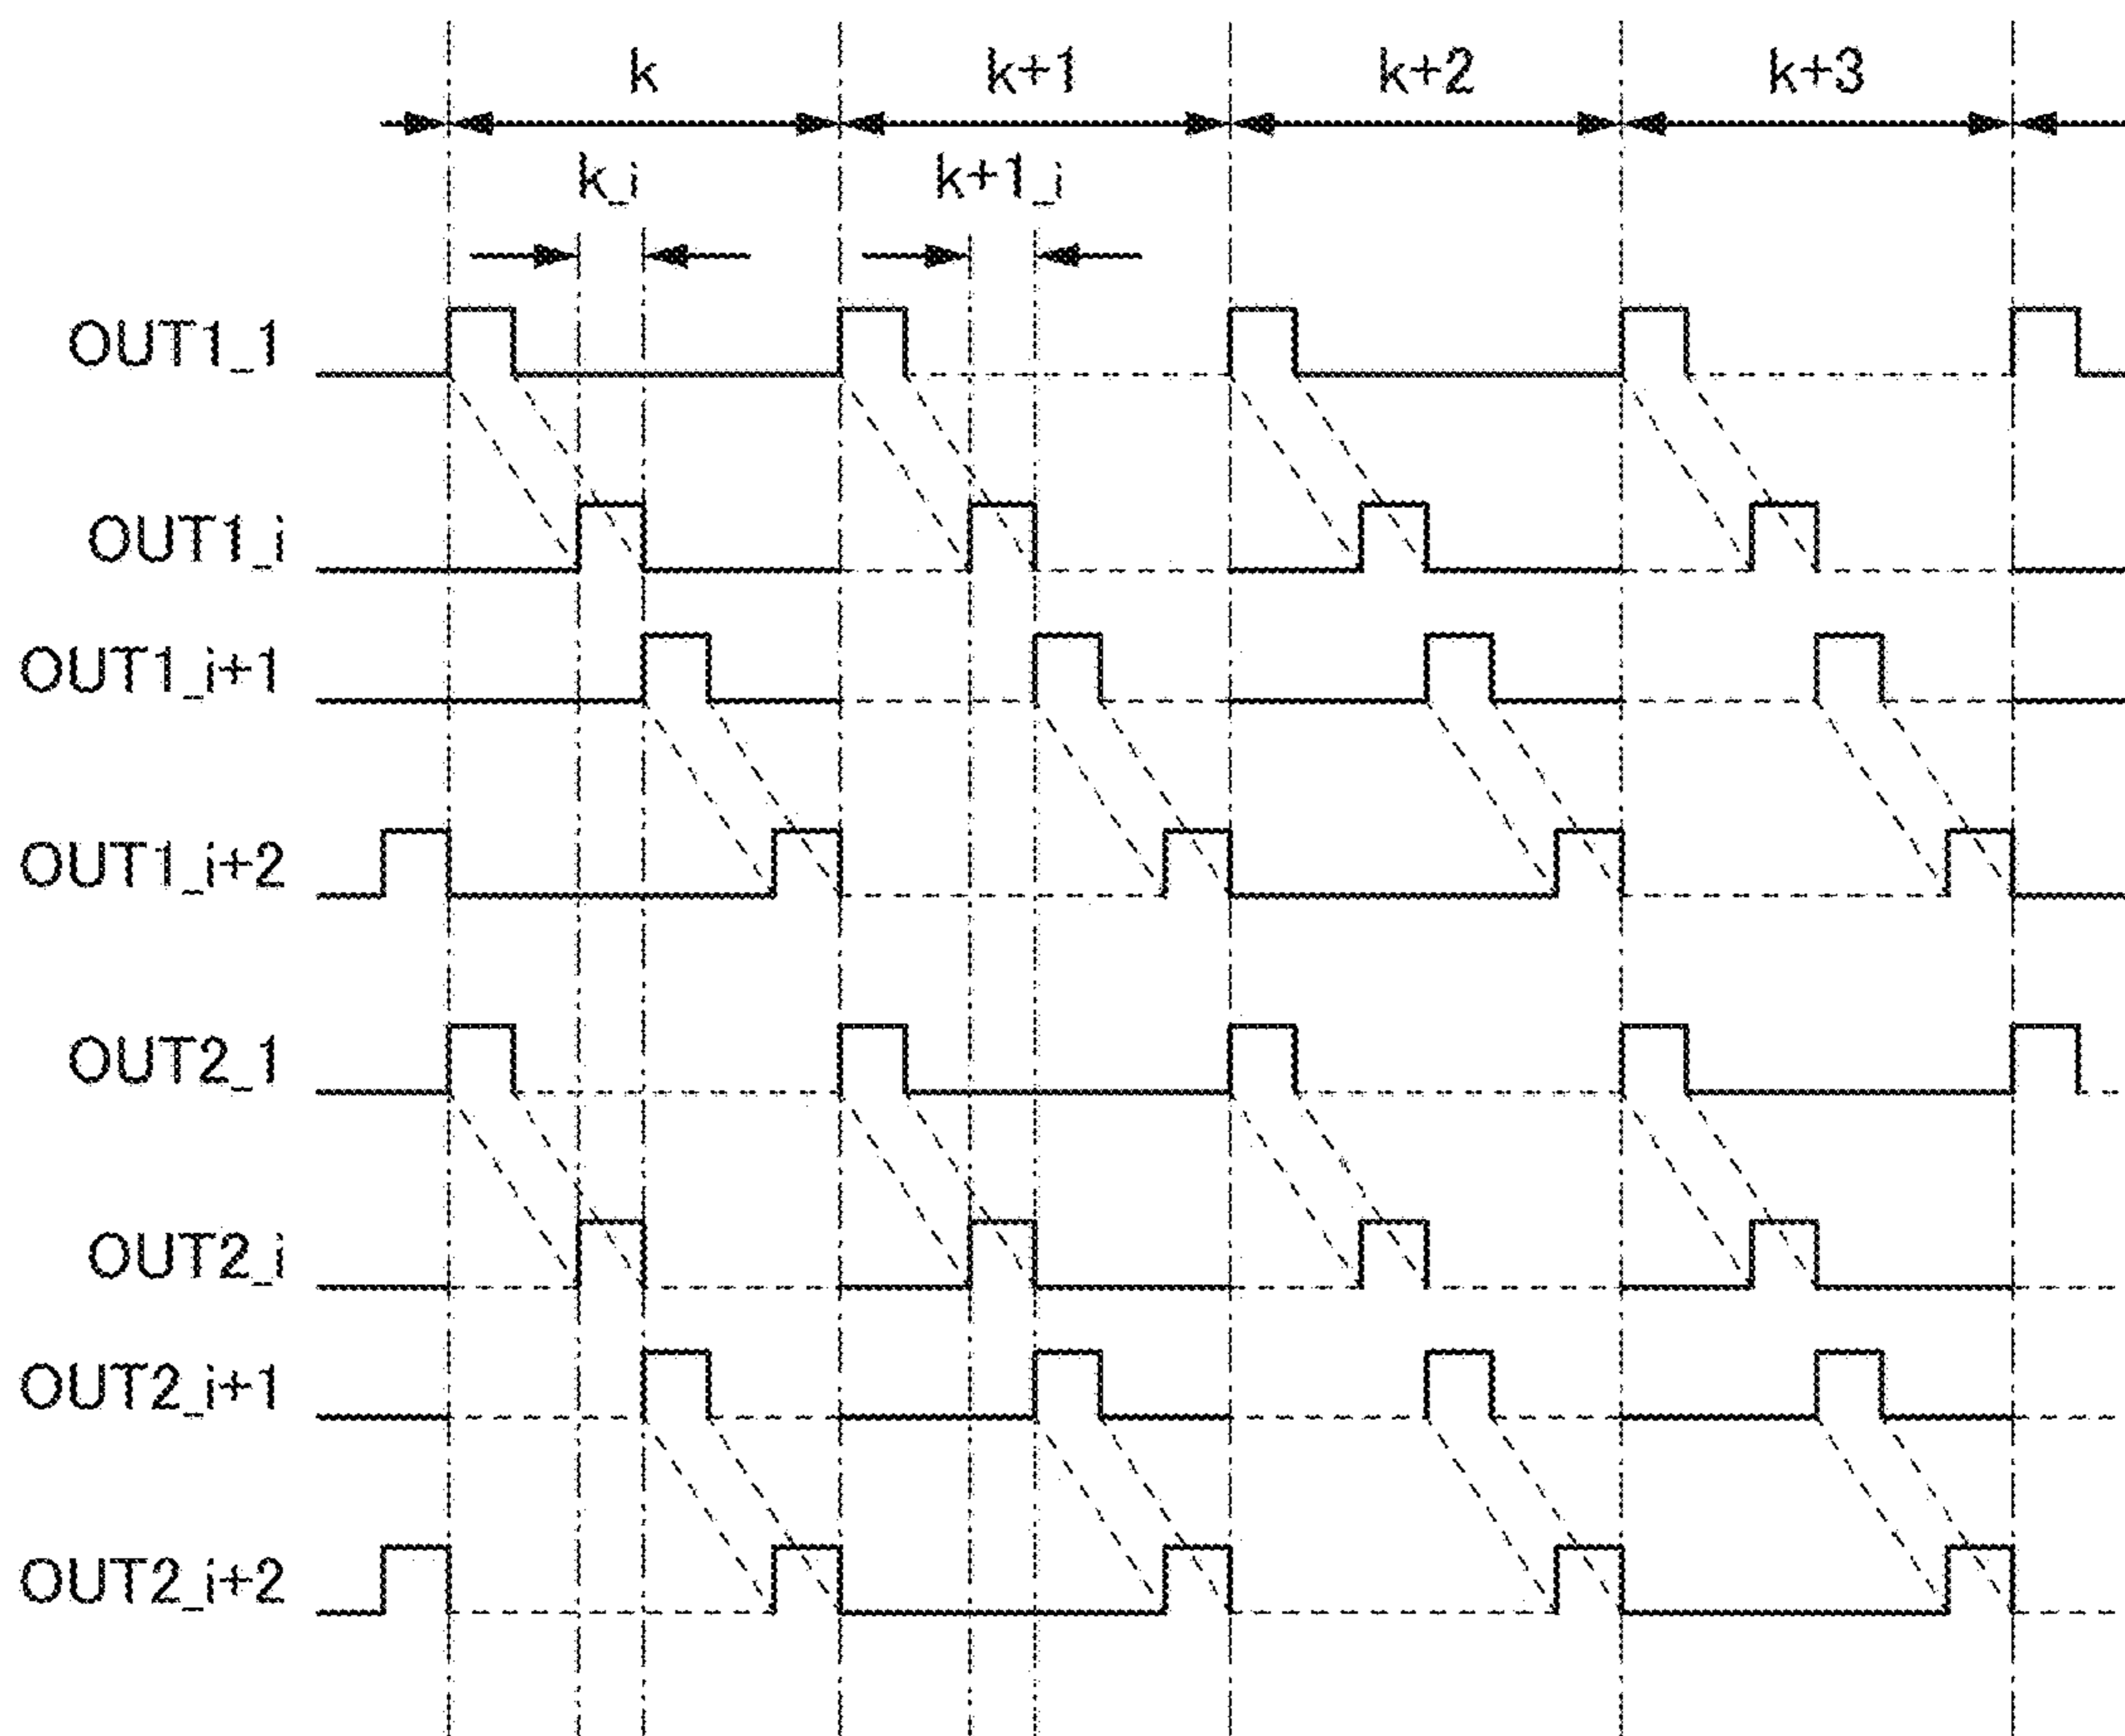 k k+1 k+2 k+3
k_i k+1_i
OUT1_1
OUT1_i
OUT1_i+1
OUT1_i+2
OUT2_1
OUT2_i
OUT2_i+1
OUT2_i+2